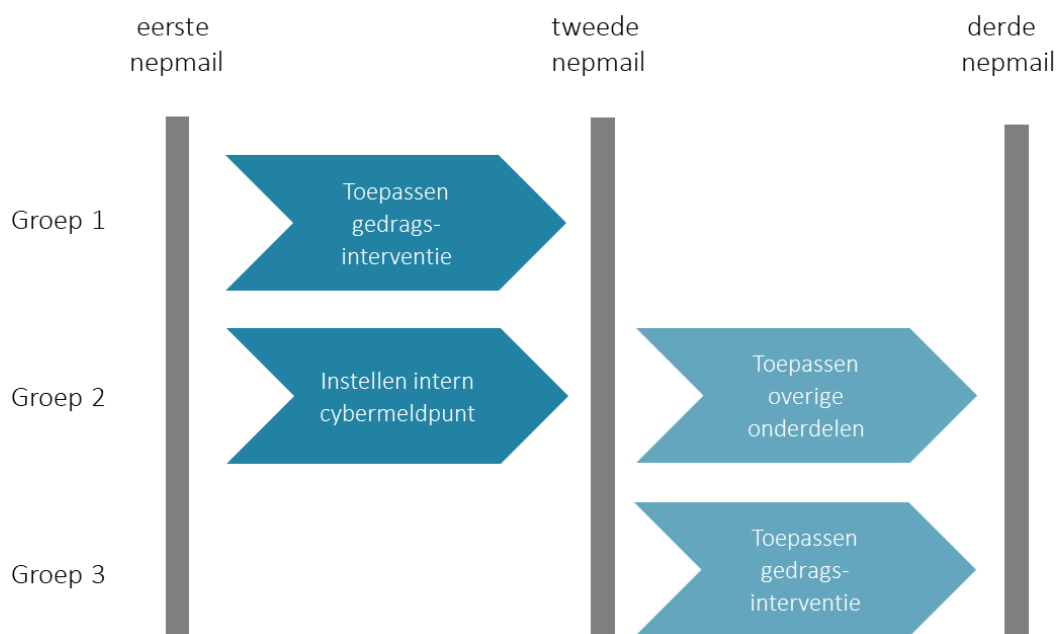 eerste
nepmail
tweede
nepmail
derde
nepmail
Groep 1
Toepassen
gedrags-
interventie
Groep 2
Instellen intern
cybermeldpunt
Toepassen
overige
onderdelen
Groep 3
Toepassen
gedrags-
interventie